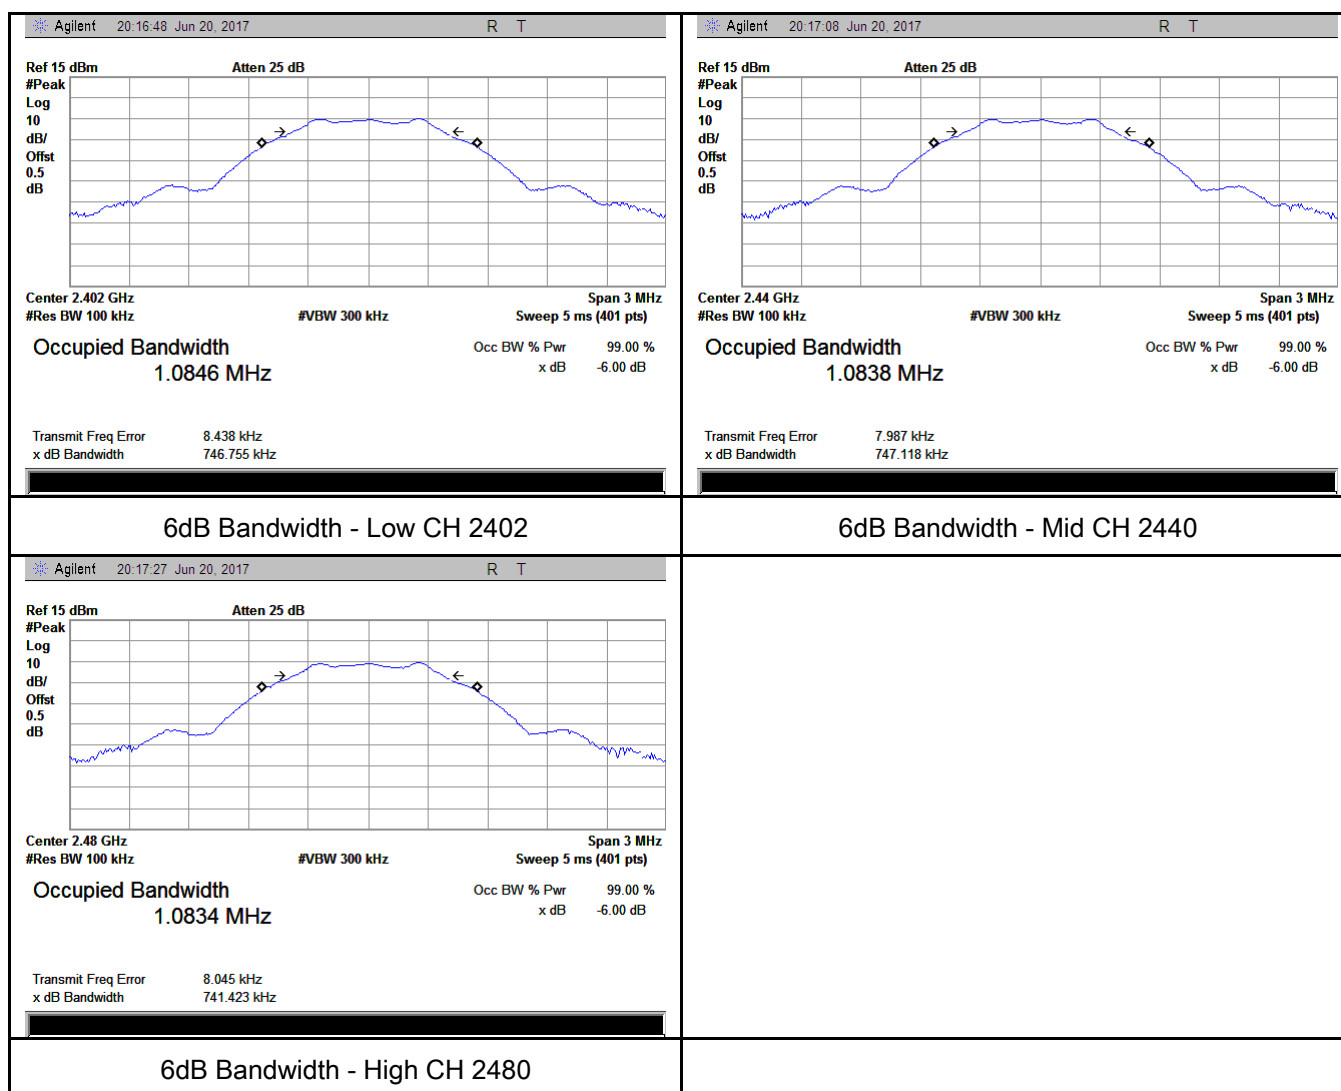 Agilent 20:16:48 Jun 20, 2017 R T
Ref 15 dBm Atten 25 dB
#Peak
Log
10
dB/
Offst
0.5
dB
Center 2.402 GHz Span 3 MHz
#Res BW 100 kHz #VBW 300 kHz Sweep 5 ms (401 pts)
Occupied Bandwidth Occ BW % Pwr 99.00 %
1.0846 MHz x dB -6.00 dB
Transmit Freq Error 8.438 kHz
x dB Bandwidth 746.755 kHz
6dB Bandwidth - Low CH 2402
Agilent 20:17:08 Jun 20, 2017 R T
Ref 15 dBm Atten 25 dB
#Peak
Log
10
dB/
Offst
0.5
dB
Center 2.44 GHz Span 3 MHz
#Res BW 100 kHz #VBW 300 kHz Sweep 5 ms (401 pts)
Occupied Bandwidth Occ BW % Pwr 99.00 %
1.0838 MHz x dB -6.00 dB
Transmit Freq Error 7.987 kHz
x dB Bandwidth 747.118 kHz
6dB Bandwidth - Mid CH 2440
Agilent 20:17:27 Jun 20, 2017 R T
Ref 15 dBm Atten 25 dB
#Peak
Log
10
dB/
Offst
0.5
dB
Center 2.48 GHz Span 3 MHz
#Res BW 100 kHz #VBW 300 kHz Sweep 5 ms (401 pts)
Occupied Bandwidth Occ BW % Pwr 99.00 %
1.0834 MHz x dB -6.00 dB
Transmit Freq Error 8.045 kHz
x dB Bandwidth 741.423 kHz
6dB Bandwidth - High CH 2480